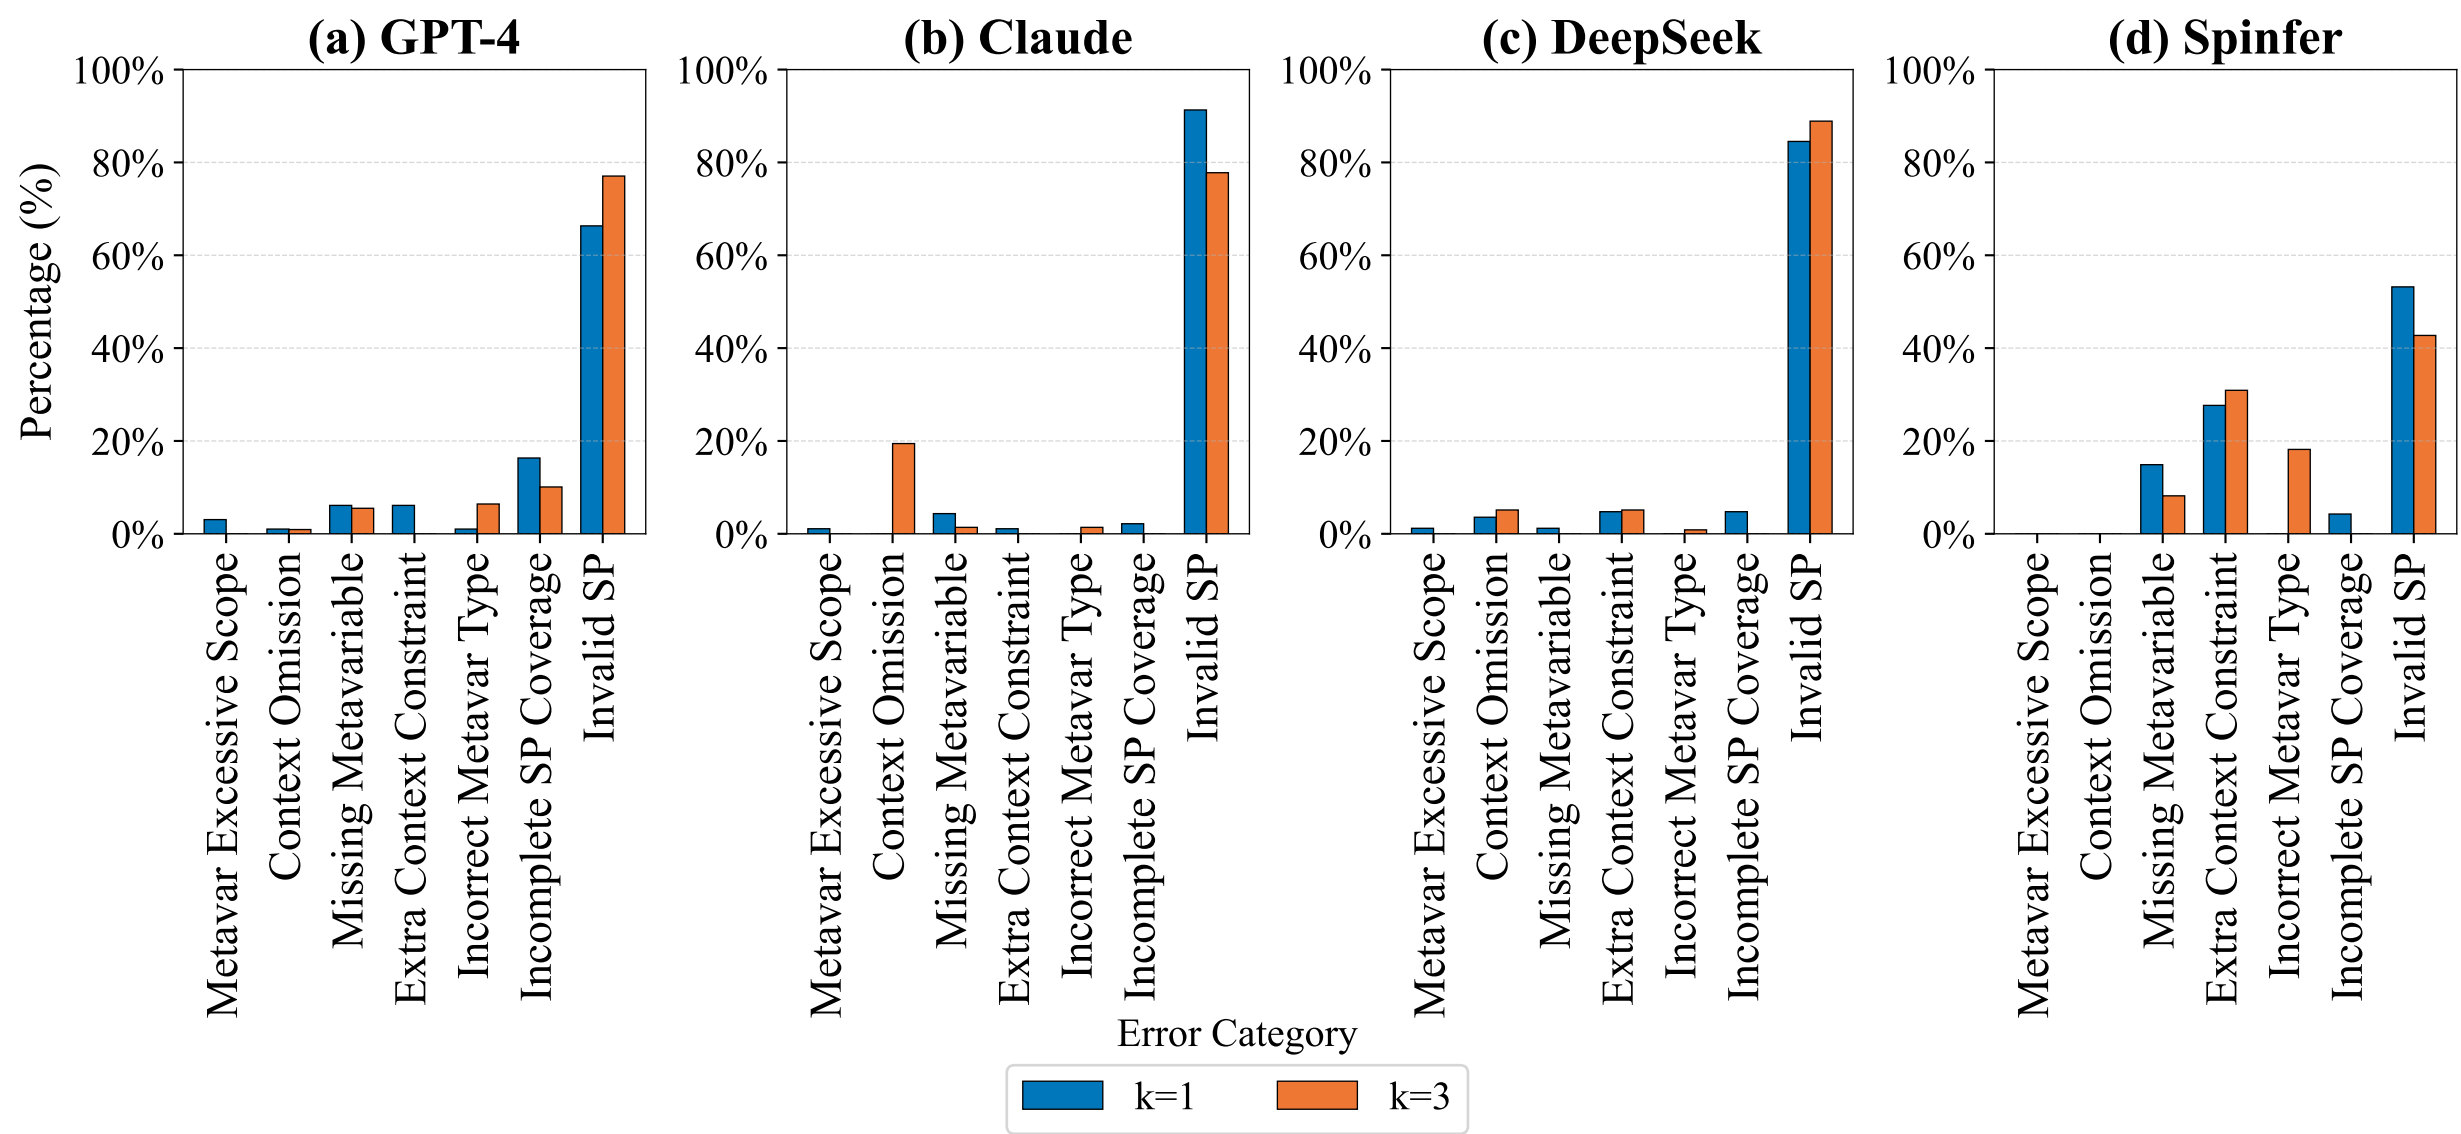 (a) GPT-4
(b) Claude
(c) DeepSeek
(d) Spinfer
Percentage (%)
100%
80%
60%
40%
20%
0%
Metavar Excessive Scope
Context Omission
Missing Metavariable
Extra Context Constraint
Incorrect Metavar Type
Incomplete SP Coverage
Invalid SP
100%
80%
60%
40%
20%
0%
Metavar Excessive Scope
Context Omission
Missing Metavariable
Extra Context Constraint
Incorrect Metavar Type
Incomplete SP Coverage
Invalid SP
100%
80%
60%
40%
20%
0%
Metavar Excessive Scope
Context Omission
Missing Metavariable
Extra Context Constraint
Incorrect Metavar Type
Incomplete SP Coverage
Invalid SP
100%
80%
60%
40%
20%
0%
Metavar Excessive Scope
Context Omission
Missing Metavariable
Extra Context Constraint
Incorrect Metavar Type
Incomplete SP Coverage
Invalid SP
Error Category
k=1
k=3